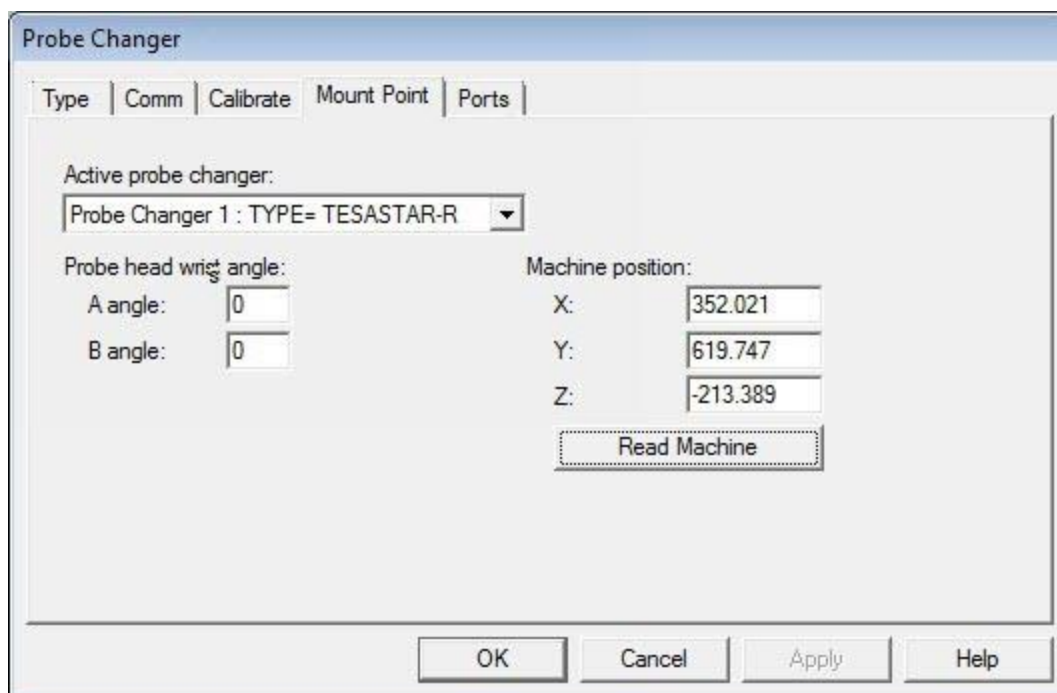 Probe Changer
Type Comm Calibrate Mount Point Ports
Active probe changer:
Probe Changer 1 : TYPE= TESASTAR-R
Probe head wrist angle:
A angle: 0
B angle: 0
Machine position:
X: 352.021
Y: 619.747
Z: -213.389
Read Machine
OK Cancel Apply Help